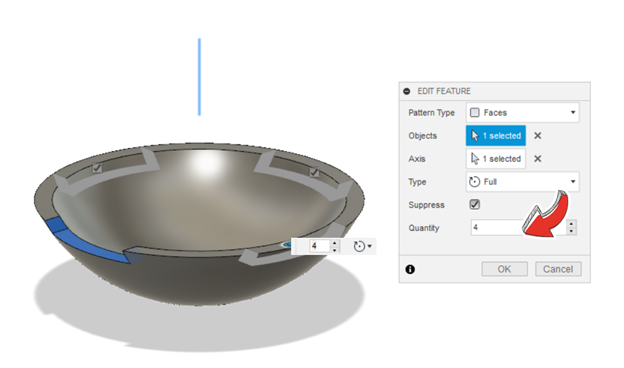 EDIT FEATURE
Pattern Type Faces
Objects 1 selected
Axis 1 selected
Type Full
Suppress
Quantity 4
4
OK Cancel